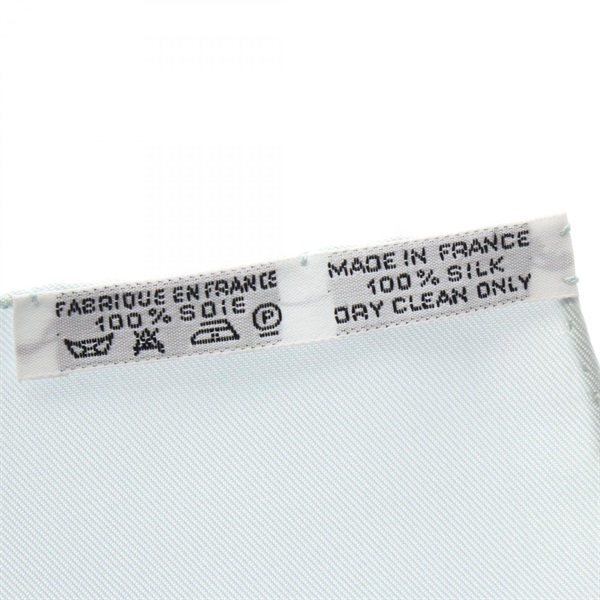 FABRIQUE EN FRANCE
100% SOIE
P
MADE IN FRANCE
100% SILK
DRY CLEAN ONLY